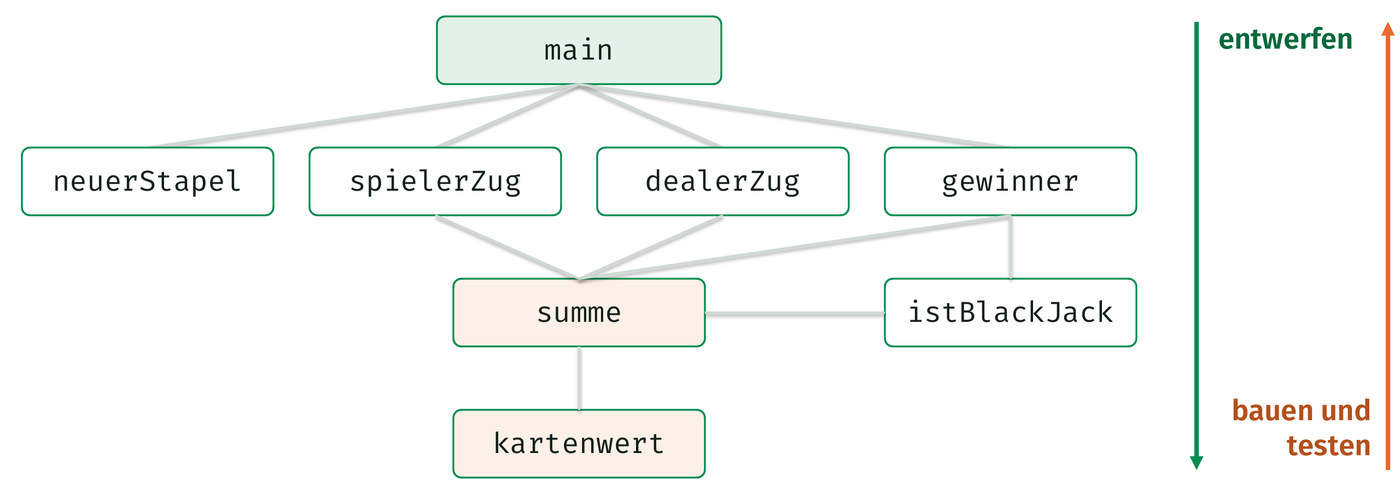 main
entwerfen
neuerStapel
spielerZug
dealerZug
gewinner
summe
istBlackJack
kartenwert
bauen und
testen